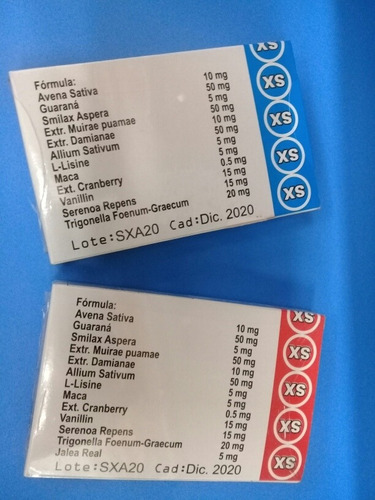 Fórmula:
Avena Sativa 10 mg
Guaraná 50 mg
Smilax Aspera 5 mg
Extr. Muirae puamae 50 mg
Extr. Damianae 10 mg
Allium Sativum 50 mg
L-Lisine 5 mg
Maca 5 mg
Ext. Cranberry 0.5 mg
Vanillin 15 mg
Serenoa Repens 15 mg
Trigonella Foenum-Graecum 20 mg
Lote:SXA20 Cad:Dic. 2020
XS
XS
XS
XS
XS
Fórmula:
Avena Sativa 10 mg
Guaraná 50 mg
Smilax Aspera 5 mg
Extr. Muirae puamae 50 mg
Extr. Damianae 10 mg
Allium Sativum 50 mg
L-Lisine 5 mg
Maca 5 mg
Ext. Cranberry 0.5 mg
Vanillin 15 mg
Serenoa Repens 15 mg
Trigonella Foenum-Graecum 20 mg
Jalea Real 5 mg
Lote:SXA20 Cad:Dic. 2020
XS
XS
XS
XS
XS